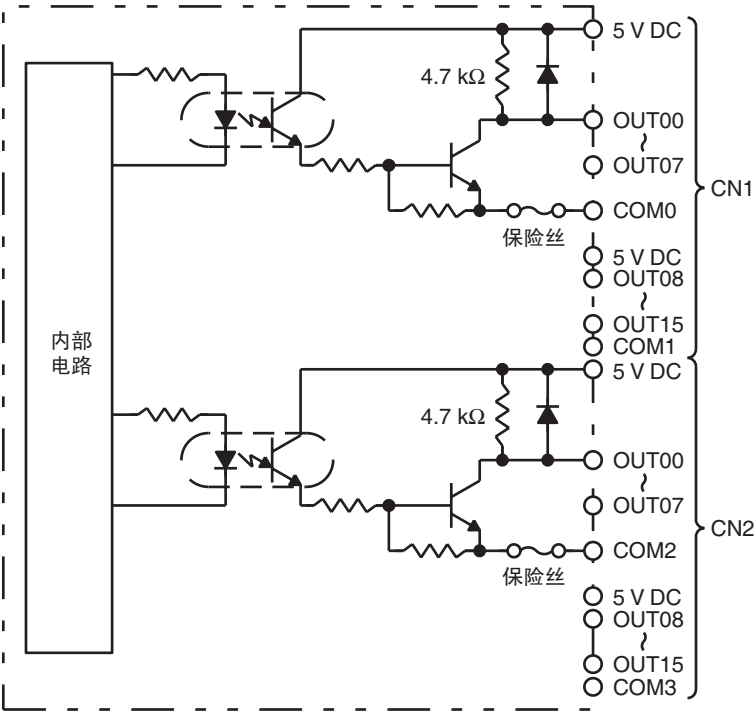 5 V DC
4.7 kΩ
OUT00
~
OUT07
CN1
COM0
保险丝
5 V DC
OUT08
~
OUT15
COM1
内部
电路
5 V DC
4.7 kΩ
OUT00
~
OUT07
CN2
COM2
保险丝
5 V DC
OUT08
~
OUT15
COM3